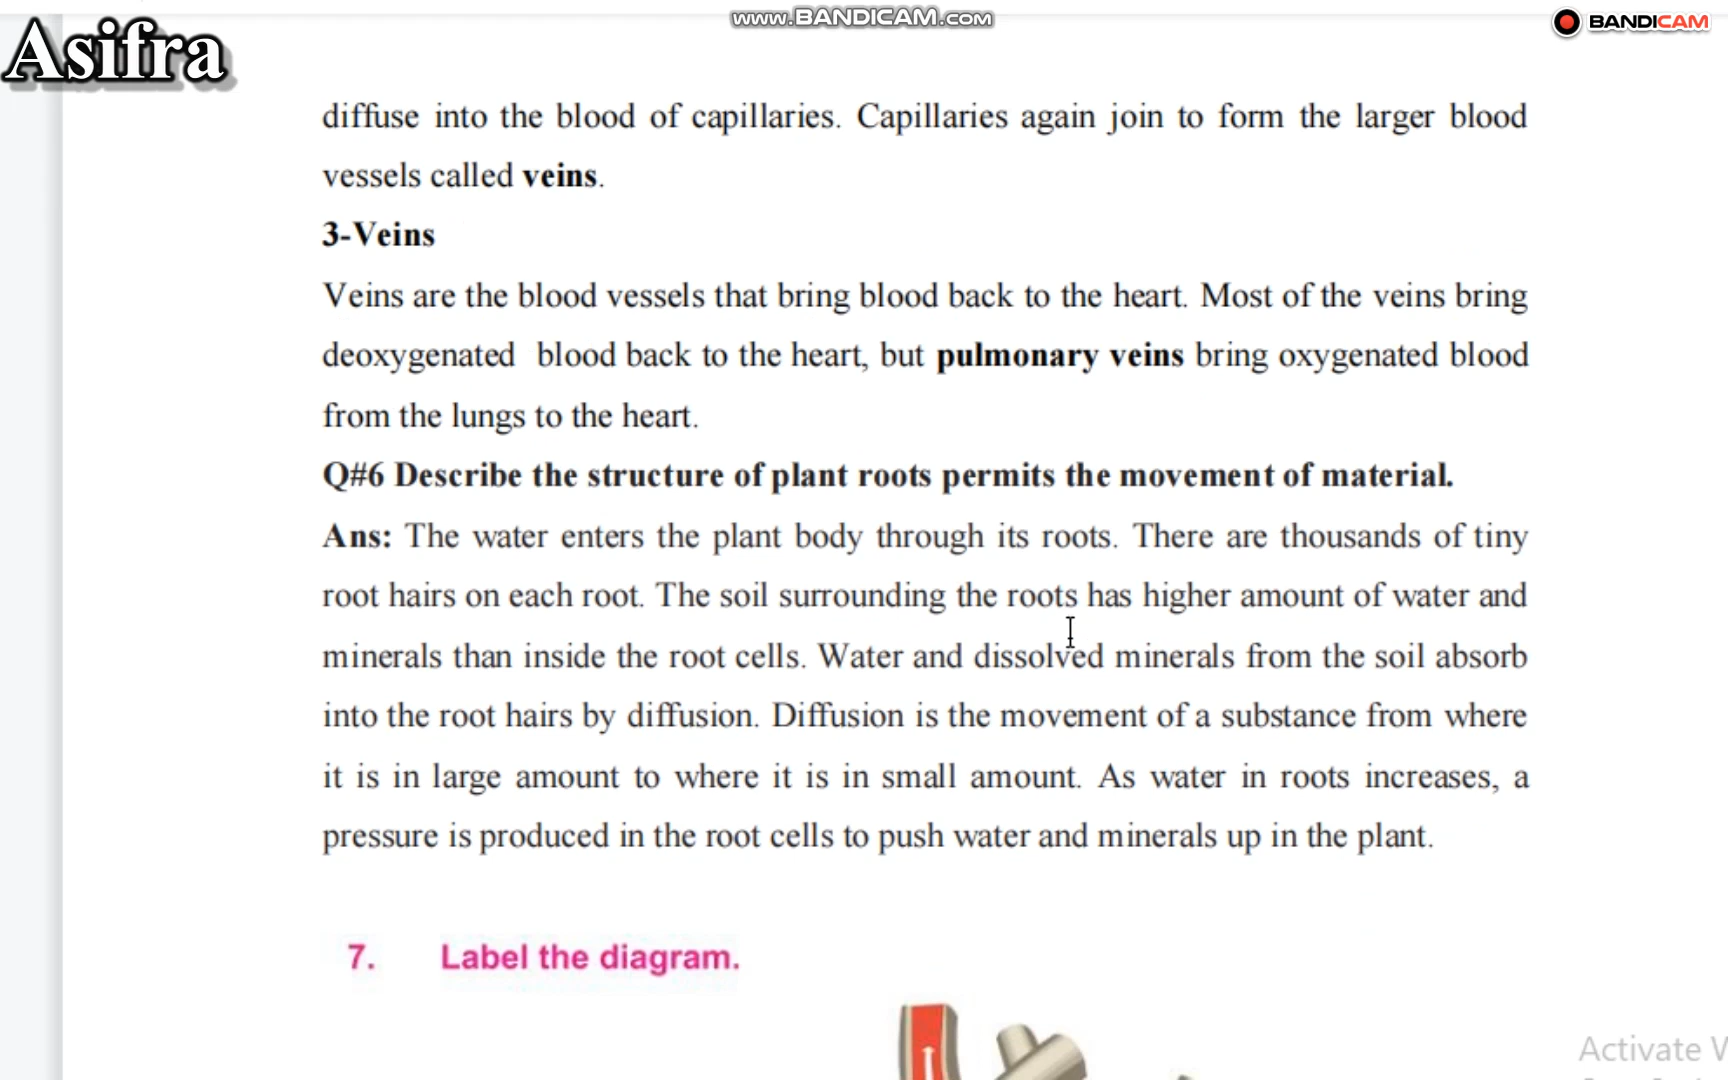 WWW.BANDICAM.COM
BANDICAM
Asifra
diffuse into the blood of capillaries. Capillaries again join to form the larger blood
vessels called veins.
3-Veins
Veins are the blood vessels that bring blood back to the heart. Most of the veins bring
deoxygenated blood back to the heart, but pulmonary veins bring oxygenated blood
from the lungs to the heart.
Q#6 Describe the structure of plant roots permits the movement of material.
Ans: The water enters the plant body through its roots. There are thousands of tiny
root hairs on each root. The soil surrounding the roots has higher amount of water and
minerals than inside the root cells. Water and dissolved minerals from the soil absorb
into the root hairs by diffusion. Diffusion is the movement of a substance from where
it is in large amount to where it is in small amount. As water in roots increases, a
pressure is produced in the root cells to push water and minerals up in the plant.
7. Label the diagram.
Activate